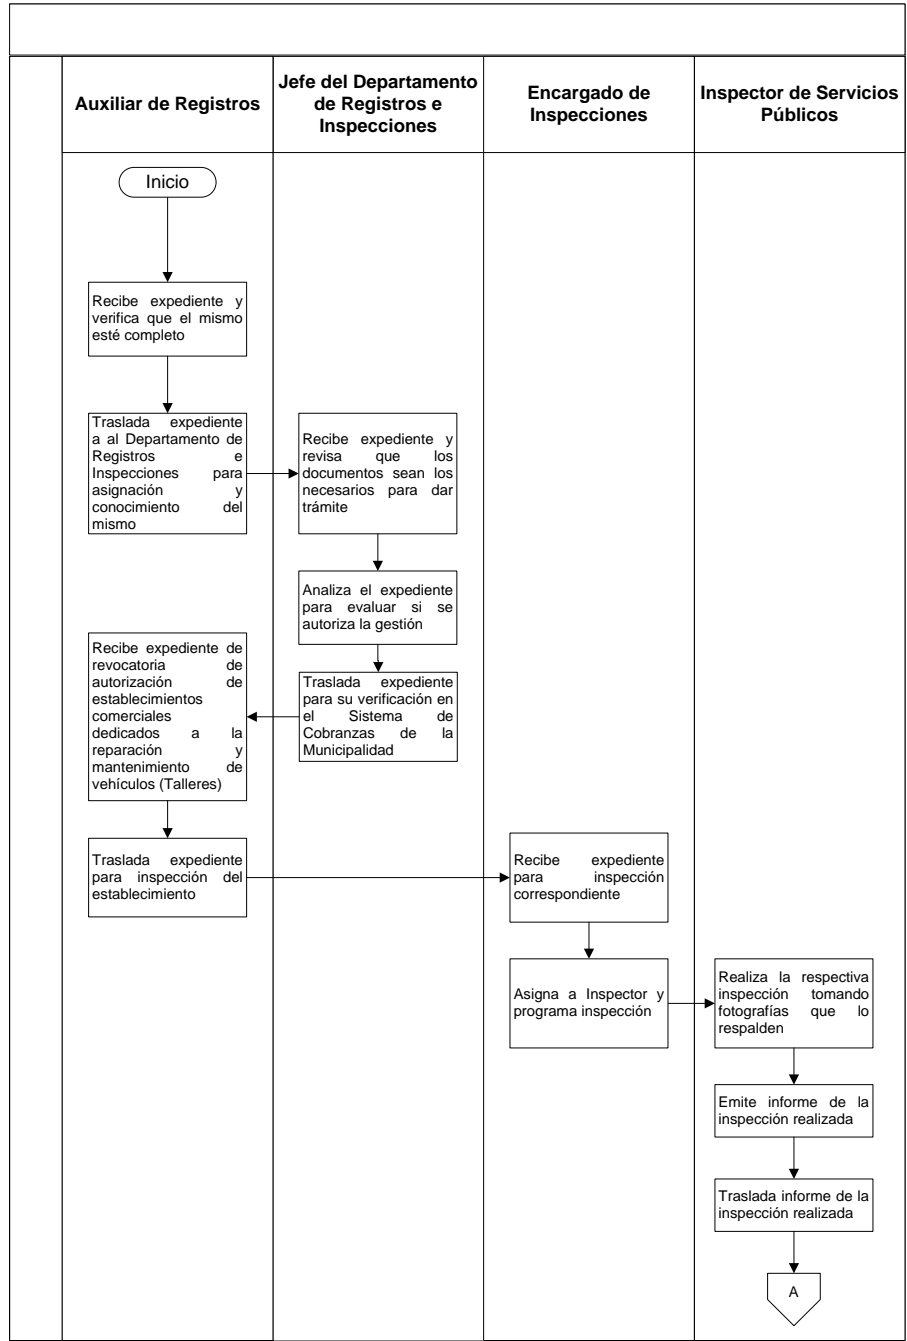 Auxiliar de Registros
Jefe del Departamento
de Registros e
Inspecciones
Encargado de
Inspecciones
Inspector de Servicios
Públicos
Inicio
Recibe expediente y
verifica que el mismo
esté completo
Traslada expediente
a al Departamento de
Registros e
Inspecciones para
asignación y
conocimiento del
mismo
Recibe expediente y
revisa que los
documentos sean los
necesarios para dar
trámite
Analiza el expediente
para evaluar si se
autoriza la gestión
Traslada expediente
para su verificación en
el Sistema de
Cobranzas de la
Municipalidad
Recibe expediente de
revocatoria de
autorización de
establecimientos
comerciales
dedicados a la
reparación y
mantenimiento de
vehículos (Talleres)
Traslada expediente
para inspección del
establecimiento
Recibe expediente
para inspección
correspondiente
Asigna a Inspector y
programa inspección
Realiza la respectiva
inspección tomando
fotografías que lo
respalden
Emite informe de la
inspección realizada
Traslada informe de la
inspección realizada
A